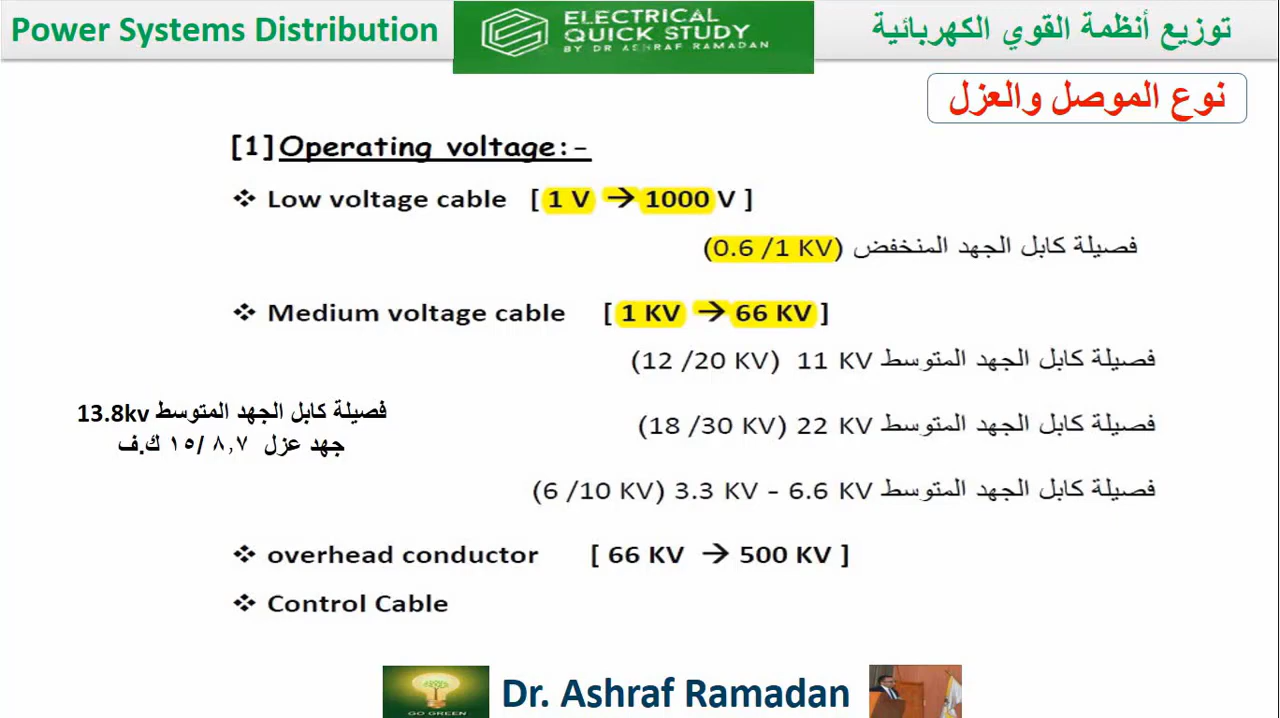 Power Systems Distribution
ELECTRICAL
QUICK STUDY
BY DR ASHRAF RAMADAN
توزيع أنظمة القوي الكهربائية
نوع الموصل والعزل
[1] Operating voltage:-
❖ Low voltage cable [ 1 V → 1000 V ]
فصيلة كابل الجهد المنخفض (0.6 /1 KV)
❖ Medium voltage cable [ 1 KV → 66 KV ]
فصيلة كابل الجهد المتوسط 11 KV (12 /20 KV)
فصيلة كابل الجهد المتوسط 13.8kv
جهد عزل ٨,٧ /١٥ ك.ف
فصيلة كابل الجهد المتوسط 22 KV (18 /30 KV)
فصيلة كابل الجهد المتوسط 3.3 KV – 6.6 KV (6 /10 KV)
❖ overhead conductor [ 66 KV → 500 KV ]
❖ Control Cable
GO GREEN
Dr. Ashraf Ramadan